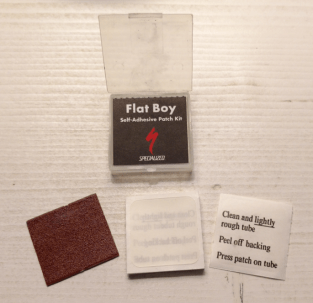 Flat Boy
Self-Adhesive Patch Kit
SPECIALIZED
Clean and lightly
rough tube
Peel off backing
Press patch on tube